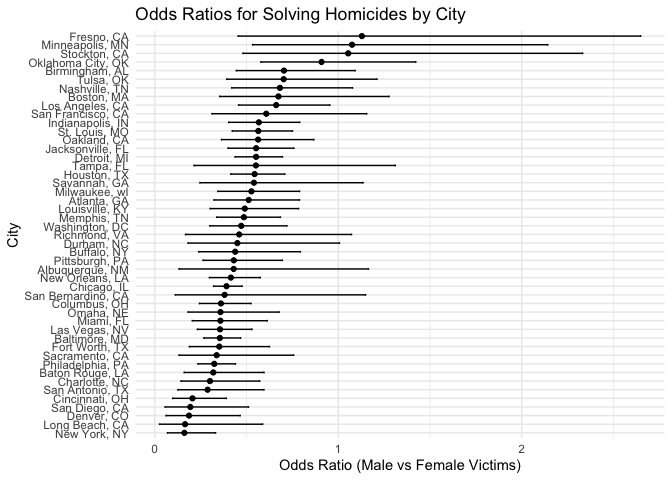 Odds Ratios for Solving Homicides by City
Fresno, CA
Minneapolis, MN
Stockton, CA
Oklahoma City, OK
Birmingham, AL
Tulsa, OK
Nashville, TN
Boston, MA
Los Angeles, CA
San Francisco, CA
Indianapolis, IN
St. Louis, MO
Oakland, CA
Jacksonville, FL
Detroit, MI
Tampa, FL
Houston, TX
Savannah, GA
Milwaukee, wI
Atlanta, GA
Louisville, KY
Memphis, TN
Washington, DC
Richmond, VA
Durham, NC
Buffalo, NY
Pittsburgh, PA
Albuquerque, NM
New Orleans, LA
Chicago, IL
San Bernardino, CA
Columbus, OH
Omaha, NE
Miami, FL
Las Vegas, NV
Baltimore, MD
Fort Worth, TX
Sacramento, CA
Philadelphia, PA
Baton Rouge, LA
Charlotte, NC
San Antonio, TX
Cincinnati, OH
San Diego, CA
Denver, CO
Long Beach, CA
New York, NY
City
0 1 2
Odds Ratio (Male vs Female Victims)